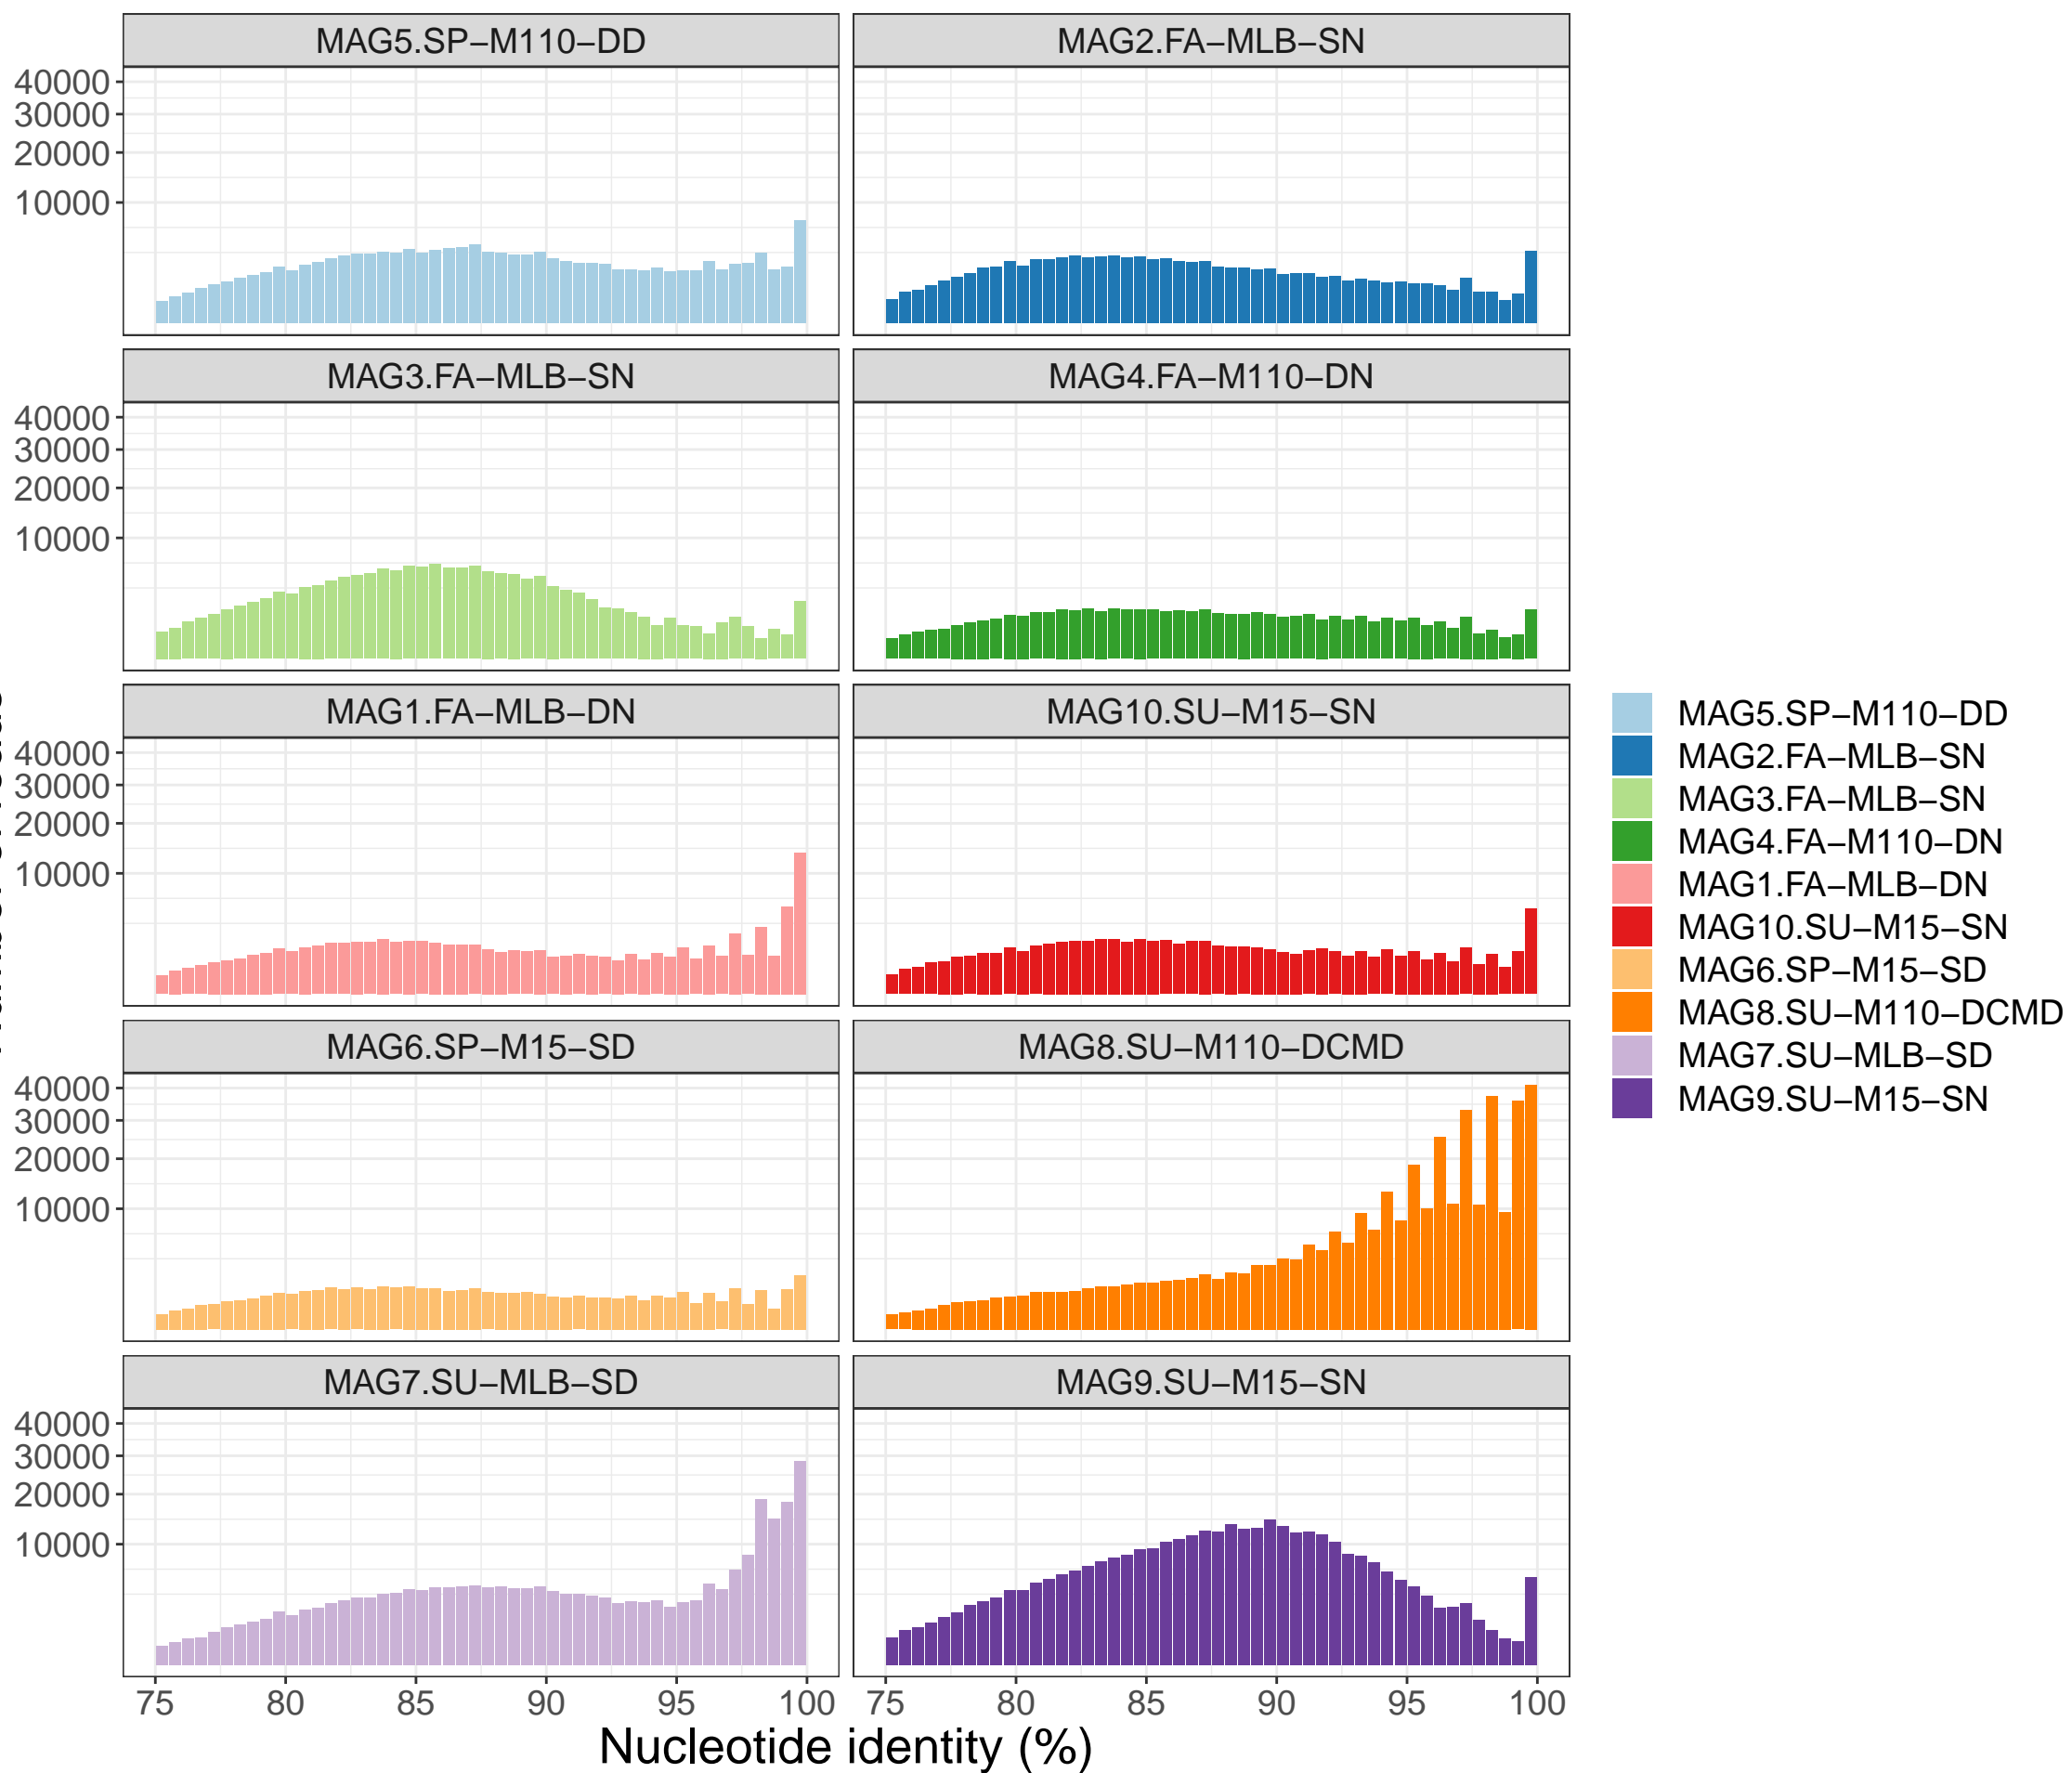 MAG5.SP−M110−DD
MAG2.FA−MLB−SN
40000
30000
20000
10000
MAG3.FA−MLB−SN
MAG4.FA−M110−DN
40000
30000
20000
10000
MAG1.FA−MLB−DN
MAG10.SU−M15−SN
40000
30000
20000
10000
MAG6.SP−M15−SD
MAG8.SU−M110−DCMD
40000
30000
20000
10000
MAG7.SU−MLB−SD
MAG9.SU−M15−SN
40000
30000
20000
10000
75 80 85 90 95 100
75 80 85 90 95 100
Nucleotide identity (%)
MAG5.SP−M110−DD
MAG2.FA−MLB−SN
MAG3.FA−MLB−SN
MAG4.FA−M110−DN
MAG1.FA−MLB−DN
MAG10.SU−M15−SN
MAG6.SP−M15−SD
MAG8.SU−M110−DCMD
MAG7.SU−MLB−SD
MAG9.SU−M15−SN